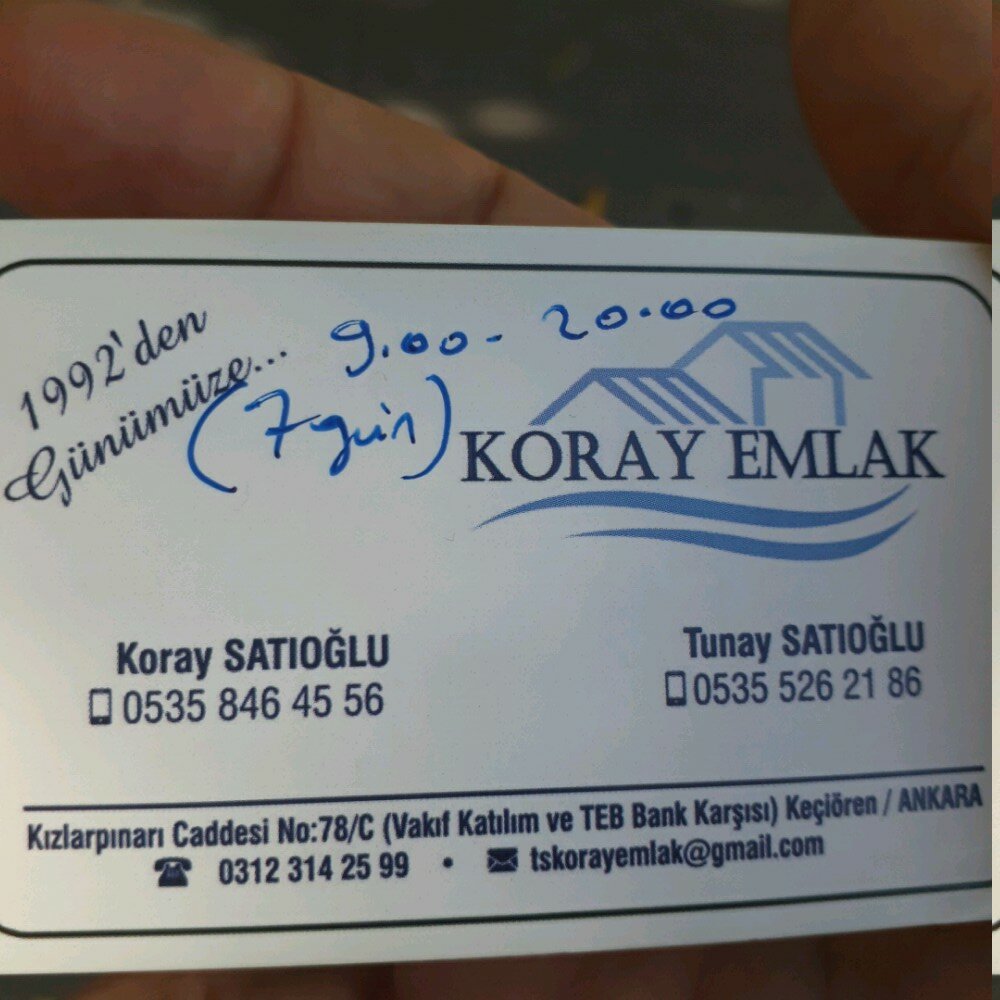 1992'den
Günümüze...
9.00 - 20.00
(7 gün)
KORAY EMLAK
Koray SATIOĞLU
0535 846 45 56
Tunay SATIOĞLU
0535 526 21 86
Kızlarpınarı Caddesi No:78/C (Vakıf Katılım ve TEB Bank Karşısı) Keçiören / ANKARA
0312 314 25 99 • tskorayemlak@gmail.com